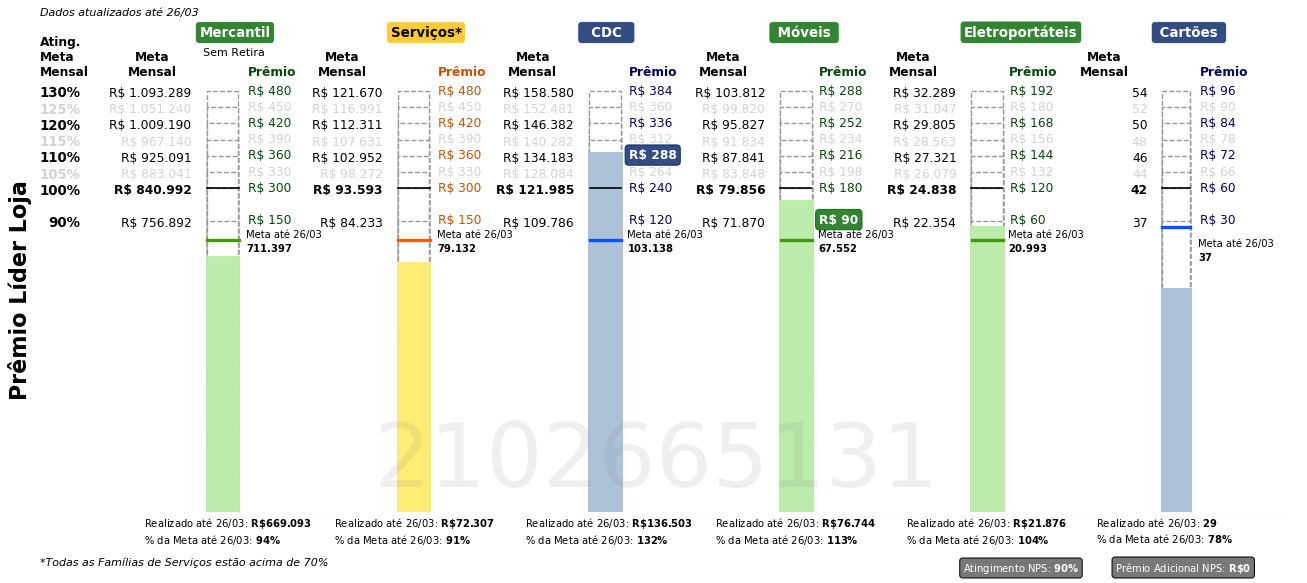 Dados atualizados até 26/03
Mercantil Serviços* CDC Móveis Eletroportáteis Cartões
Sem Retira
Ating. Meta Mensal
Meta Mensal Prêmio Meta Mensal Prêmio Meta Mensal Prêmio Meta Mensal Prêmio Meta Mensal Prêmio Meta Mensal Prêmio
130% R$ 1.093.289 R$ 480 R$ 121.670 R$ 480 R$ 158.580 R$ 384 R$ 103.812 R$ 288 R$ 32.289 R$ 192 54 R$ 96
125% R$ 1.051.240 R$ 450 R$ 116.991 R$ 450 R$ 152.481 R$ 360 R$ 99.820 R$ 270 R$ 31.047 R$ 180 52 R$ 90
120% R$ 1.009.190 R$ 420 R$ 112.311 R$ 420 R$ 146.382 R$ 336 R$ 95.827 R$ 252 R$ 29.805 R$ 168 50 R$ 84
115% R$ 967.140 R$ 390 R$ 107.631 R$ 390 R$ 140.282 R$ 312 R$ 91.834 R$ 234 R$ 28.563 R$ 156 48 R$ 78
110% R$ 925.091 R$ 360 R$ 102.952 R$ 360 R$ 134.183 R$ 288 R$ 87.841 R$ 216 R$ 27.321 R$ 144 46 R$ 72
105% R$ 883.041 R$ 330 R$ 98.272 R$ 330 R$ 128.084 R$ 264 R$ 83.848 R$ 198 R$ 26.079 R$ 132 44 R$ 66
100% R$ 840.992 R$ 300 R$ 93.593 R$ 300 R$ 121.985 R$ 240 R$ 79.856 R$ 180 R$ 24.838 R$ 120 42 R$ 60
90% R$ 756.892 R$ 150 R$ 84.233 R$ 150 R$ 109.786 R$ 120 R$ 71.870 R$ 90 R$ 22.354 R$ 60 37 R$ 30
Meta até 26/03 Meta até 26/03 Meta até 26/03 Meta até 26/03 Meta até 26/03 Meta até 26/03
711.397 79.132 103.138 67.552 20.993 37
Prêmio Líder Loja
2102665131
Realizado até 26/03: R$669.093 Realizado até 26/03: R$72.307 Realizado até 26/03: R$136.503 Realizado até 26/03: R$76.744 Realizado até 26/03: R$21.876 Realizado até 26/03: 29
% da Meta até 26/03: 94% % da Meta até 26/03: 91% % da Meta até 26/03: 132% % da Meta até 26/03: 113% % da Meta até 26/03: 104% % da Meta até 26/03: 78%
*Todas as Famílias de Serviços estão acima de 70%
Atingimento NPS: 90% Prêmio Adicional NPS: R$0